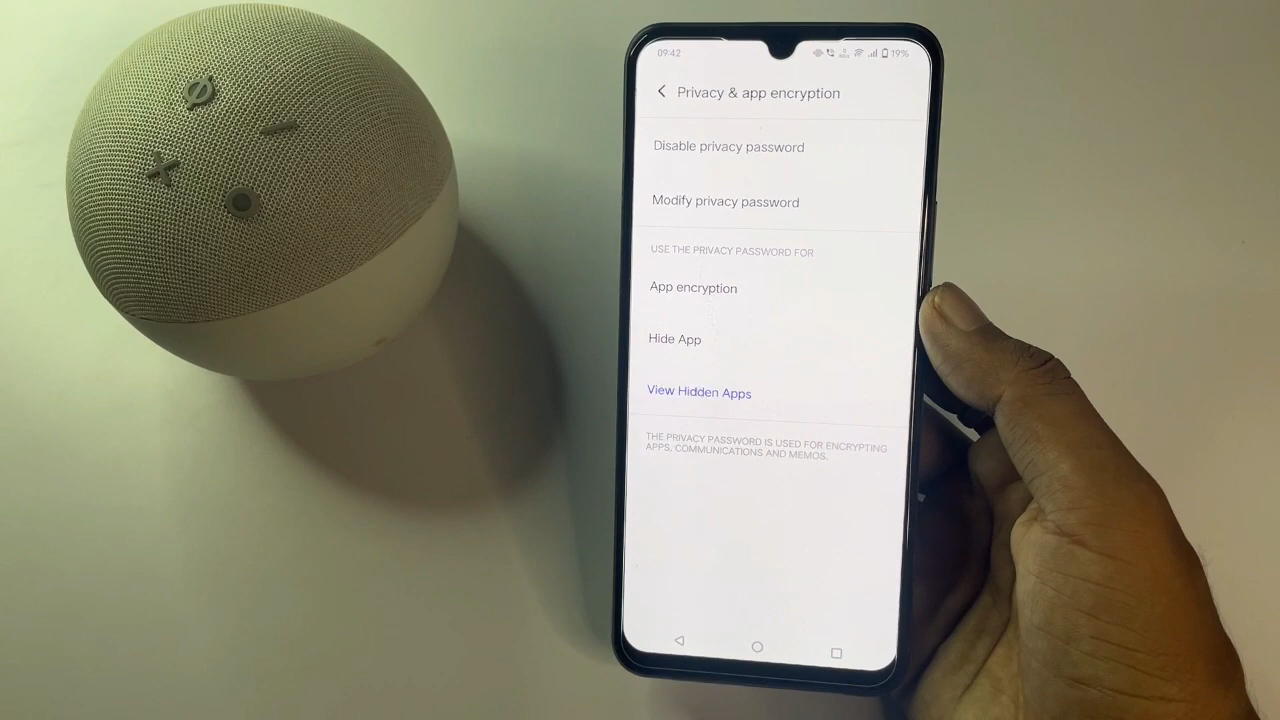 09:42
19%
Privacy & app encryption
Disable privacy password
Modify privacy password
USE THE PRIVACY PASSWORD FOR
App encryption
Hide App
View Hidden Apps
THE PRIVACY PASSWORD IS USED FOR ENCRYPTING
APPS, COMMUNICATIONS AND MEMOS.